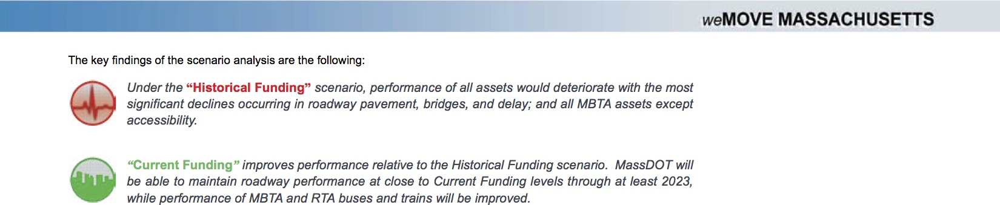 weMOVE MASSACHUSETTS
The key findings of the scenario analysis are the following:
Under the “Historical Funding” scenario, performance of all assets would deteriorate with the most
significant declines occurring in roadway pavement, bridges, and delay; and all MBTA assets except
accessibility.
“Current Funding” improves performance relative to the Historical Funding scenario.  MassDOT will
be able to maintain roadway performance at close to Current Funding levels through at least 2023,
while performance of MBTA and RTA buses and trains will be improved.